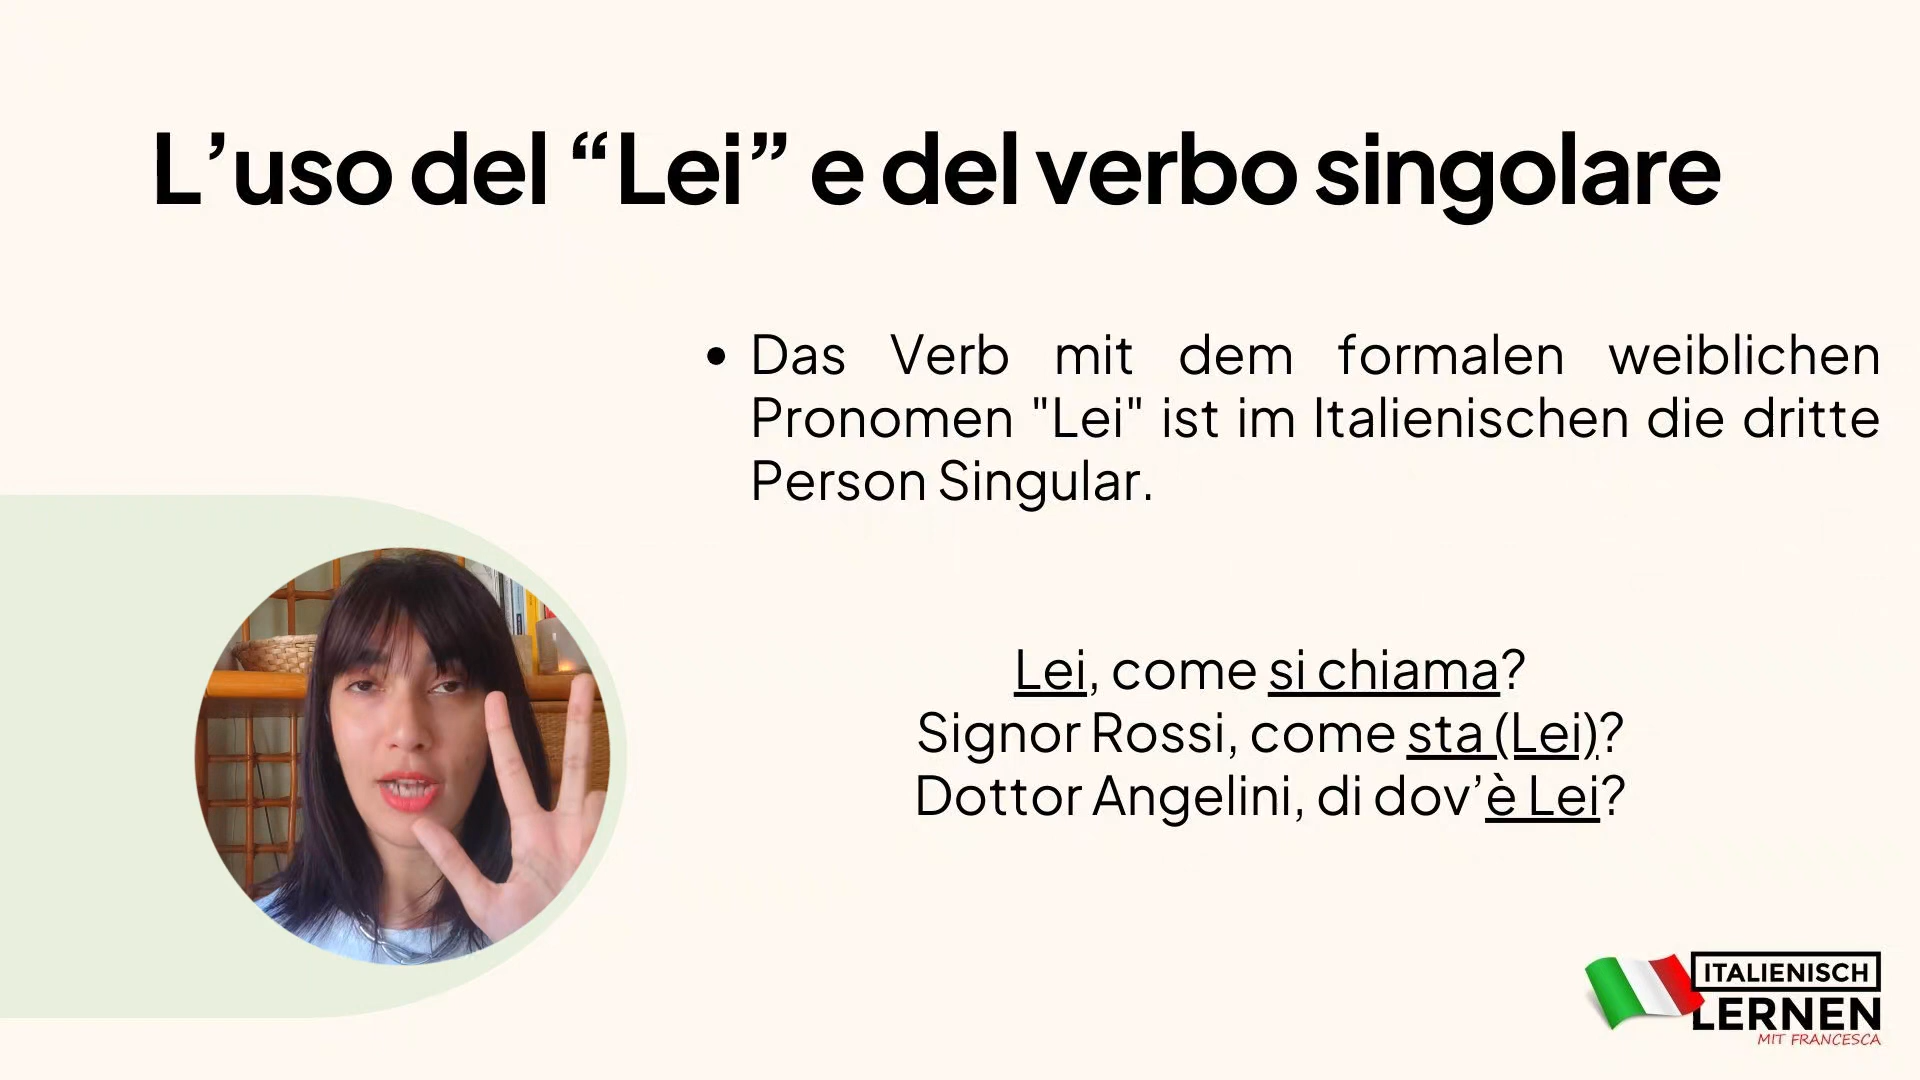 L’uso del “Lei” e del verbo singolare
• Das Verb mit dem formalen weiblichen
Pronomen "Lei" ist im Italienischen die dritte
Person Singular.
Lei, come si chiama?
Signor Rossi, come sta (Lei)?
Dottor Angelini, di dov’è Lei?
ITALIENISCH
LERNEN
MIT FRANCESCA